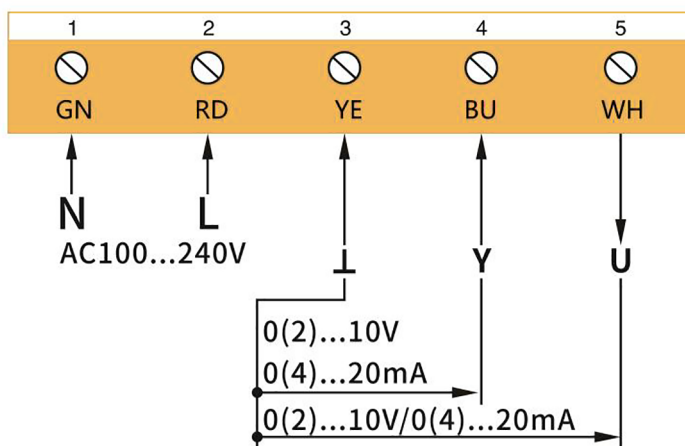 1 2 3 4 5
GN RD YE BU WH
N L
AC100...240V
⊥ Y U
0(2)...10V
0(4)...20mA
0(2)...10V/0(4)...20mA